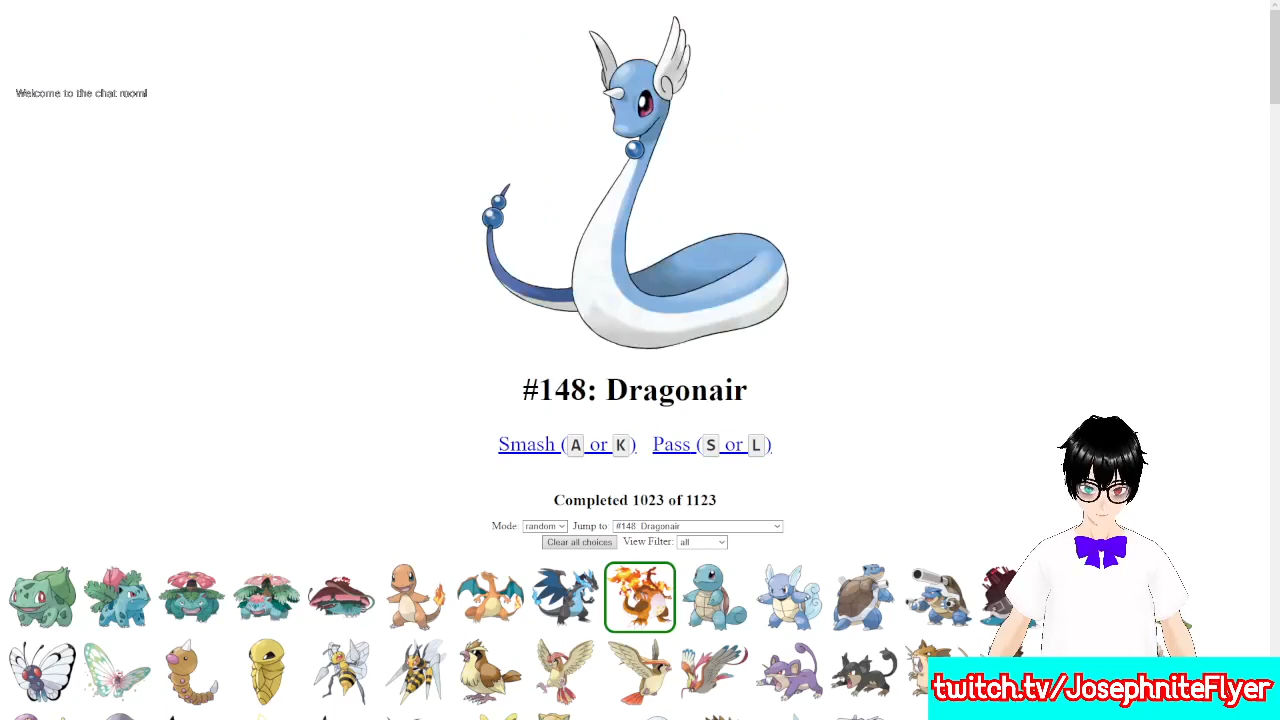 Welcome to the chat room!
#148: Dragonair
Smash (A or K) Pass (S or L)
Completed 1023 of 1123
Mode: random Jump to: #148 Dragonair
Clear all choices View Filter: all
twitch.tv/JosephniteFlyer